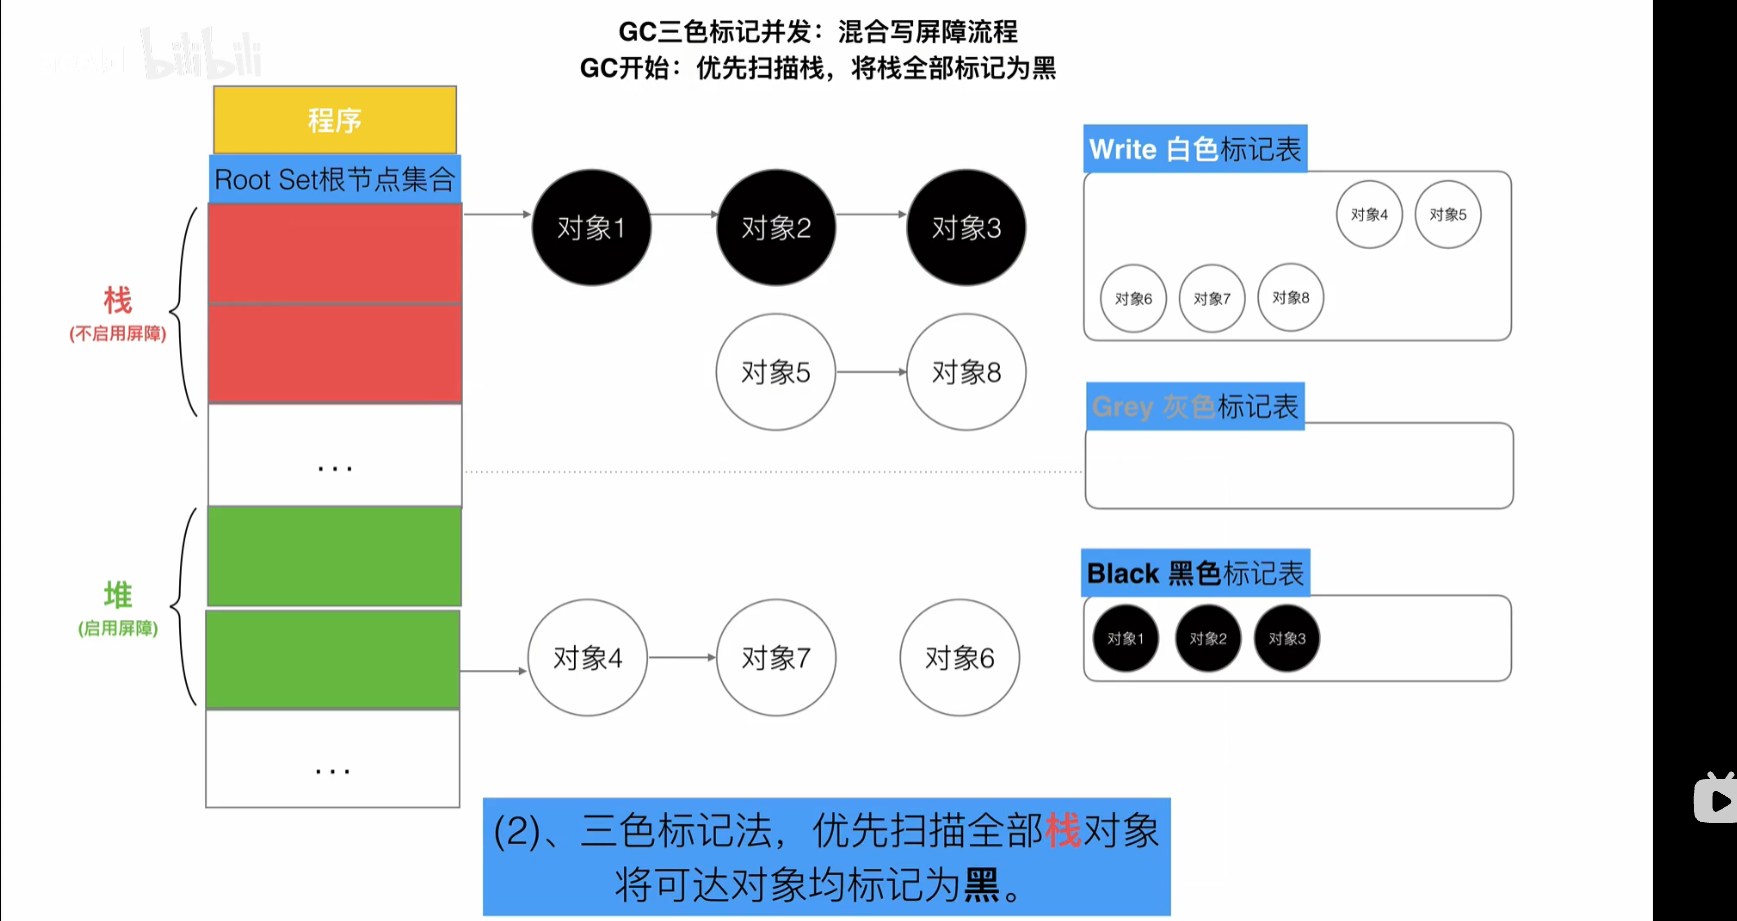 bilibili
GC三色标记并发：混合写屏障流程
GC开始：优先扫描栈，将栈全部标记为黑
程序
Root Set根节点集合
栈
(不启用屏障)
...
堆
(启用屏障)
...
对象1
对象2
对象3
对象5
对象8
对象4
对象7
对象6
Write 白色标记表
对象4
对象5
对象6
对象7
对象8
Grey 灰色标记表
Black 黑色标记表
对象1
对象2
对象3
(2)、三色标记法，优先扫描全部栈对象
将可达对象均标记为黑。